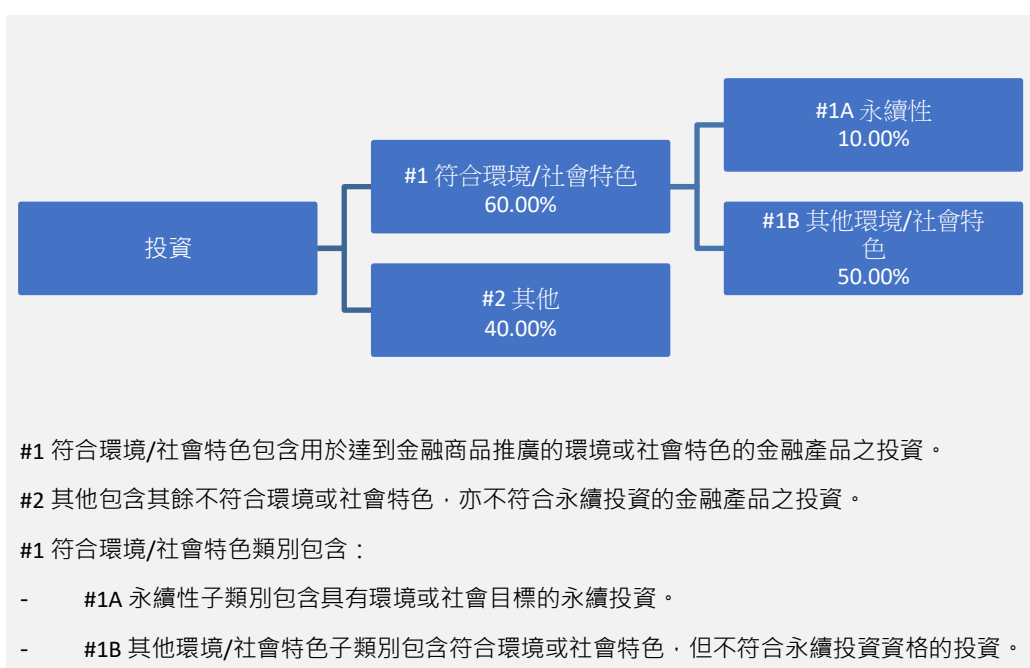 #1A 永續性
10.00%
#1 符合環境/社會特色
60.00%
#1B 其他環境/社會特
色
50.00%
投資
#2 其他
40.00%
#1 符合環境/社會特色包含用於達到金融商品推廣的環境或社會特色的金融產品之投資。
#2 其他包含其餘不符合環境或社會特色，亦不符合永續投資的金融產品之投資。
#1 符合環境/社會特色類別包含：
- #1A 永續性子類別包含具有環境或社會目標的永續投資。
- #1B 其他環境/社會特色子類別包含符合環境或社會特色，但不符合永續投資資格的投資。